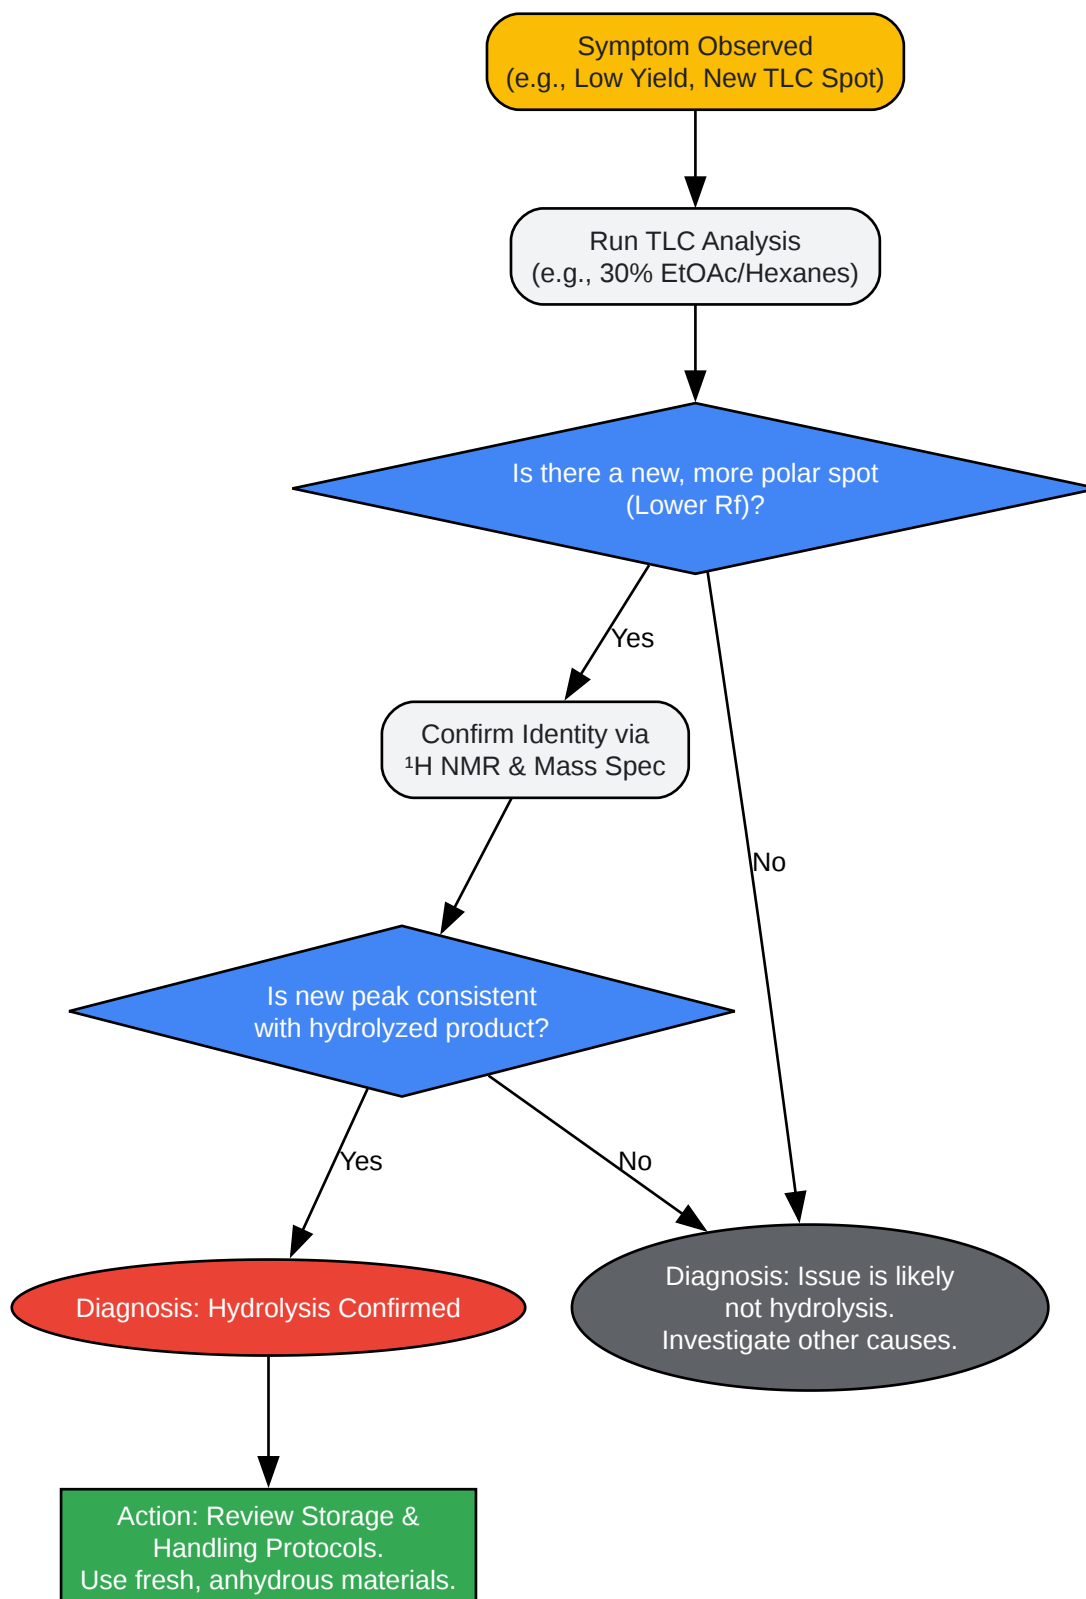 Symptom Observed
(e.g., Low Yield, New TLC Spot)
Run TLC Analysis
(e.g., 30% EtOAc/Hexanes)
Is there a new, more polar spot
(Lower Rf)?
Yes
Confirm Identity via
¹H NMR & Mass Spec
No
Is new peak consistent
with hydrolyzed product?
Yes
No
Diagnosis: Hydrolysis Confirmed
Diagnosis: Issue is likely
not hydrolysis.
Investigate other causes.
Action: Review Storage &
Handling Protocols.
Use fresh, anhydrous materials.